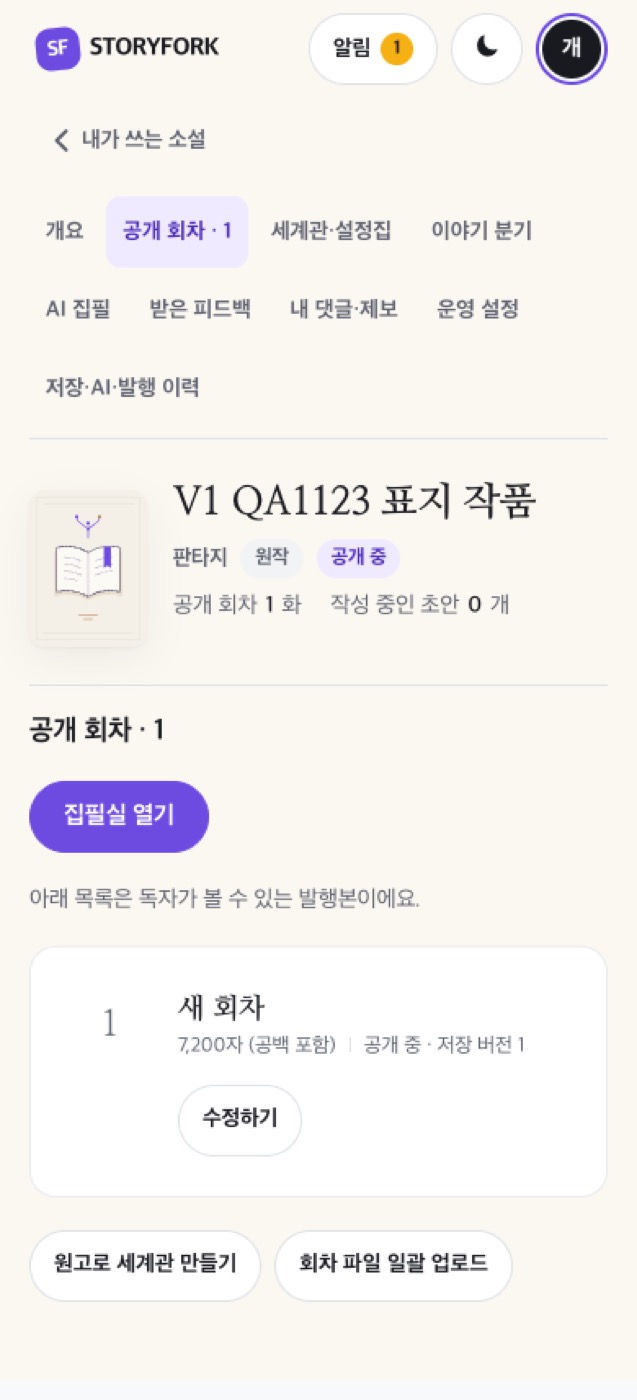 SF STORYFORK 알림 1 개
내가 쓰는 소설
개요 공개 회차 · 1 세계관·설정집 이야기 분기
AI 집필 받은 피드백 내 댓글·제보 운영 설정
저장·AI·발행 이력
V1 QA1123 표지 작품
판타지 원작 공개 중
공개 회차 1 화 작성 중인 초안 0 개
공개 회차 · 1
집필실 열기
아래 목록은 독자가 볼 수 있는 발행본이에요.
1 새 회차
7,200자 (공백 포함) | 공개 중 · 저장 버전 1
수정하기
원고로 세계관 만들기 회차 파일 일괄 업로드